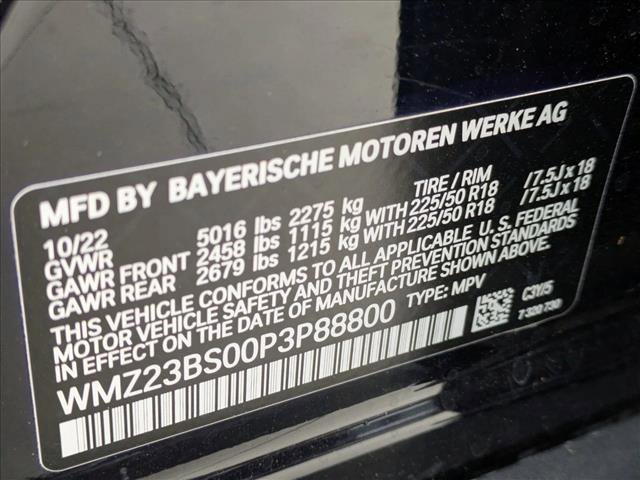 MFD BY BAYERISCHE MOTOREN WERKE AG
10/22 TIRE / RIM
GVWR 5016 lbs 2275 kg
GAWR FRONT 2458 lbs 1115 kg WITH 225/50 R18 /7.5J x 18
GAWR REAR 2679 lbs 1215 kg WITH 225/50 R18 /7.5J x 18
THIS VEHICLE CONFORMS TO ALL APPLICABLE U.S. FEDERAL
MOTOR VEHICLE SAFETY AND THEFT PREVENTION STANDARDS
IN EFFECT ON THE DATE OF MANUFACTURE SHOWN ABOVE.
WMZ23BS00P3P88800 TYPE: MPV C3Y/5
7 320 730